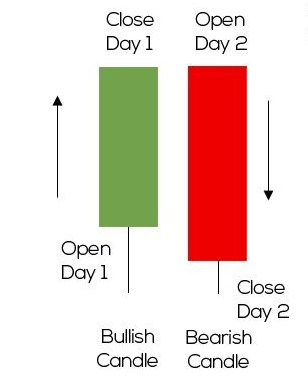 Close
Day 1
Open
Day 2
Open
Day 1
Close
Day 2
Bullish
Candle
Bearish
Candle